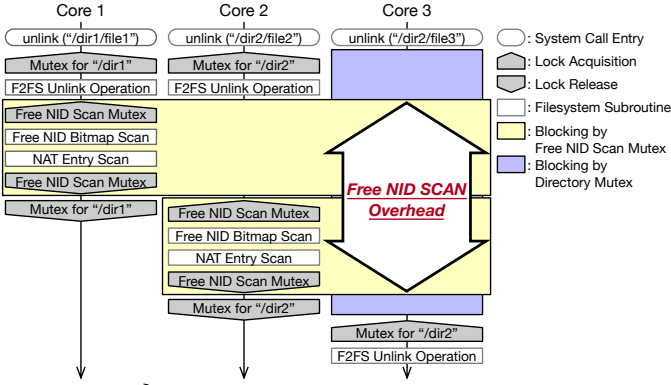 Core 1
Core 2
Core 3
unlink (“/dir1/file1”)
unlink (“/dir2/file2”)
unlink (“/dir2/file3”)
: System Call Entry
Mutex for “/dir1”
Mutex for “/dir2”
: Lock Acquisition
F2FS Unlink Operation
F2FS Unlink Operation
: Lock Release
Free NID Scan Mutex
: Filesystem Subroutine
Free NID Bitmap Scan
: Blocking by
Free NID Scan Mutex
NAT Entry Scan
: Blocking by
Directory Mutex
Free NID Scan Mutex
Free NID SCAN
Overhead
Mutex for “/dir1”
Free NID Scan Mutex
Free NID Bitmap Scan
NAT Entry Scan
Free NID Scan Mutex
Mutex for “/dir2”
Mutex for “/dir2”
F2FS Unlink Operation